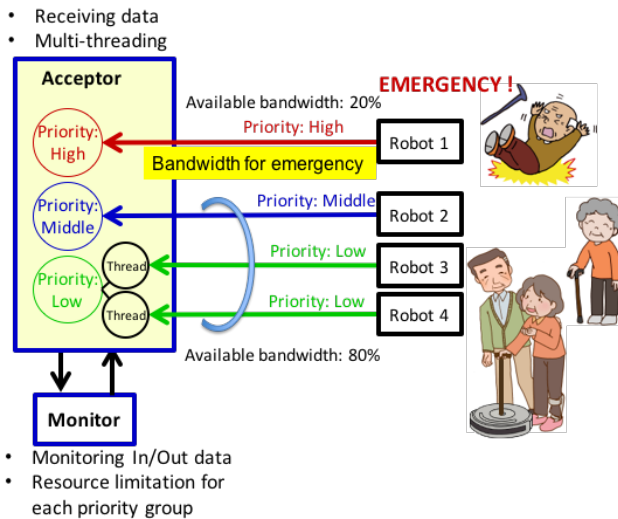 • Receiving data
• Multi-threading
Acceptor
EMERGENCY !
Available bandwidth: 20%
Priority: High
Priority:
High
Robot 1
Bandwidth for emergency
Priority: Middle
Priority:
Middle
Robot 2
Priority: Low
Thread
Robot 3
Priority:
Low
Priority: Low
Thread
Robot 4
Available bandwidth: 80%
Monitor
• Monitoring In/Out data
• Resource limitation for
each priority group